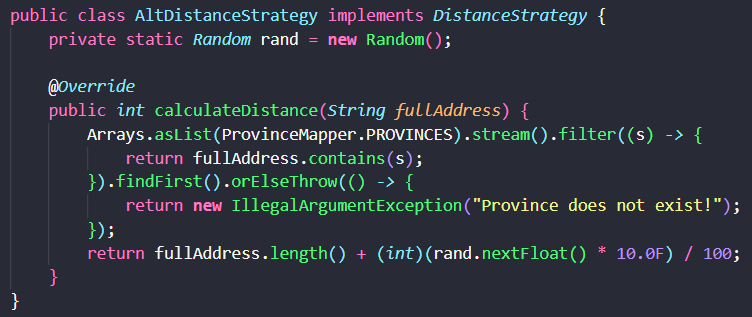 public class AltDistanceStrategy implements DistanceStrategy {
    private static Random rand = new Random();

    @Override
    public int calculateDistance(String fullAddress) {
        Arrays.asList(ProvinceMapper.PROVINCES).stream().filter((s) -> {
            return fullAddress.contains(s);
        }).findFirst().orElseThrow(() -> {
            return new IllegalArgumentException("Province does not exist!");
        });
        return fullAddress.length() + (int)(rand.nextFloat() * 10.0F) / 100;
    }
}